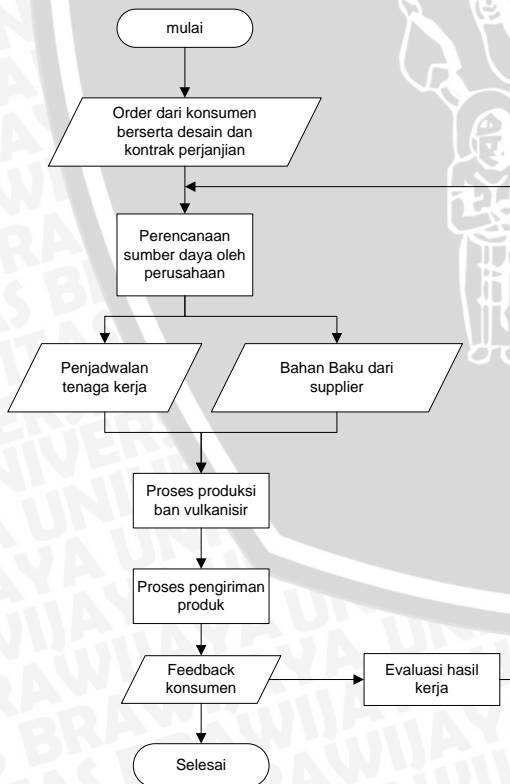 mulai
Order dari konsumen
berserta desain dan
kontrak perjanjian
Perencanaan
sumber daya oleh
perusahaan
Penjadwalan
tenaga kerja
Bahan Baku dari
supplier
Proses produksi
ban vulkanisir
Proses pengiriman
produk
Feedback
konsumen
Evaluasi hasil
kerja
Selesai